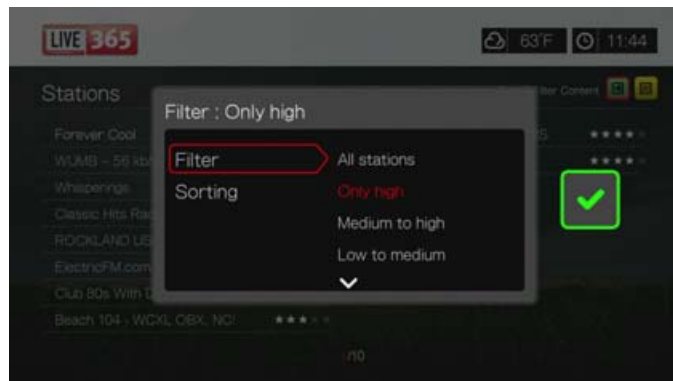 LIVE 365
63°F 11:44
Stations
Content
Filter : Only high
Forever Cool
WUMB - 56 kb
Filter
All stations
Whisperings
Sorting
Only high
Classic Hits Ra
Medium to high
ROCKLAND US
Low to medium
ElectricFM.com
Club 80s With
Beach 104 - WCXL OBX, NC!
/10